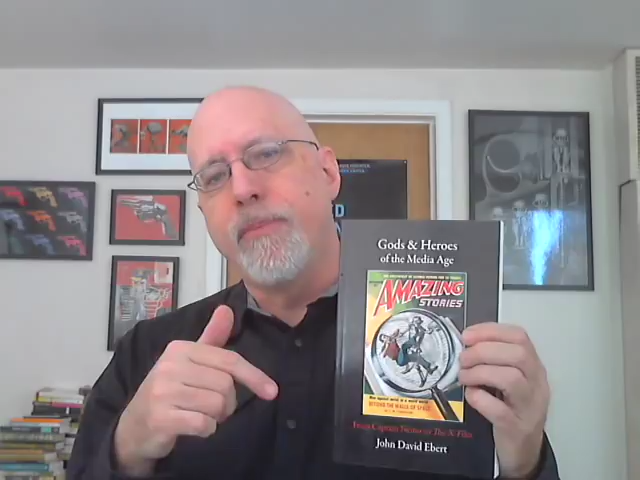 Gods & Heroes
of the Media Age
AMAZING
STORIES
BEYOND THE WALLS OF SPACE
From Captain Nemo to The X-Files
John David Ebert